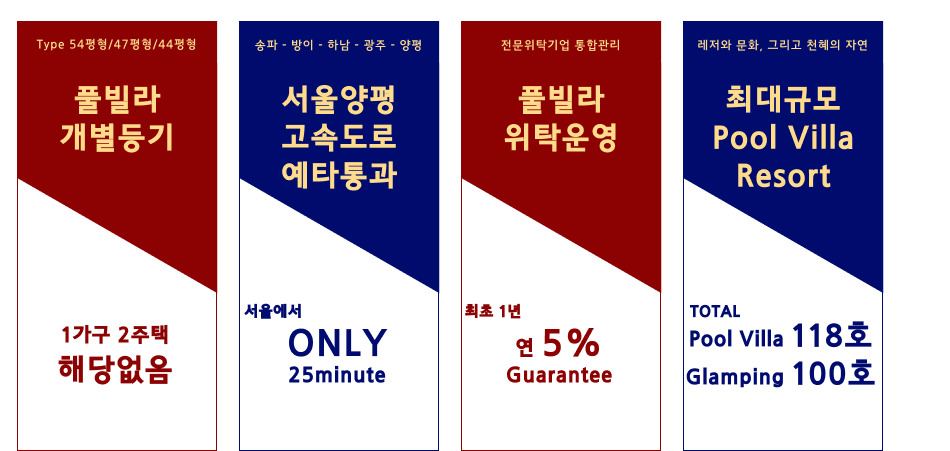 Type 54평형/47평형/44평형
풀빌라
개별등기
1가구 2주택
해당없음
송파 - 방이 - 하남 - 광주 - 양평
서울양평
고속도로
예타통과
서울에서
ONLY
25minute
전문위탁기업 통합관리
풀빌라
위탁운영
최초 1년
연 5%
Guarantee
레저와 문화, 그리고 천혜의 자연
최대규모
Pool Villa
Resort
TOTAL
Pool Villa 118호
Glamping 100호